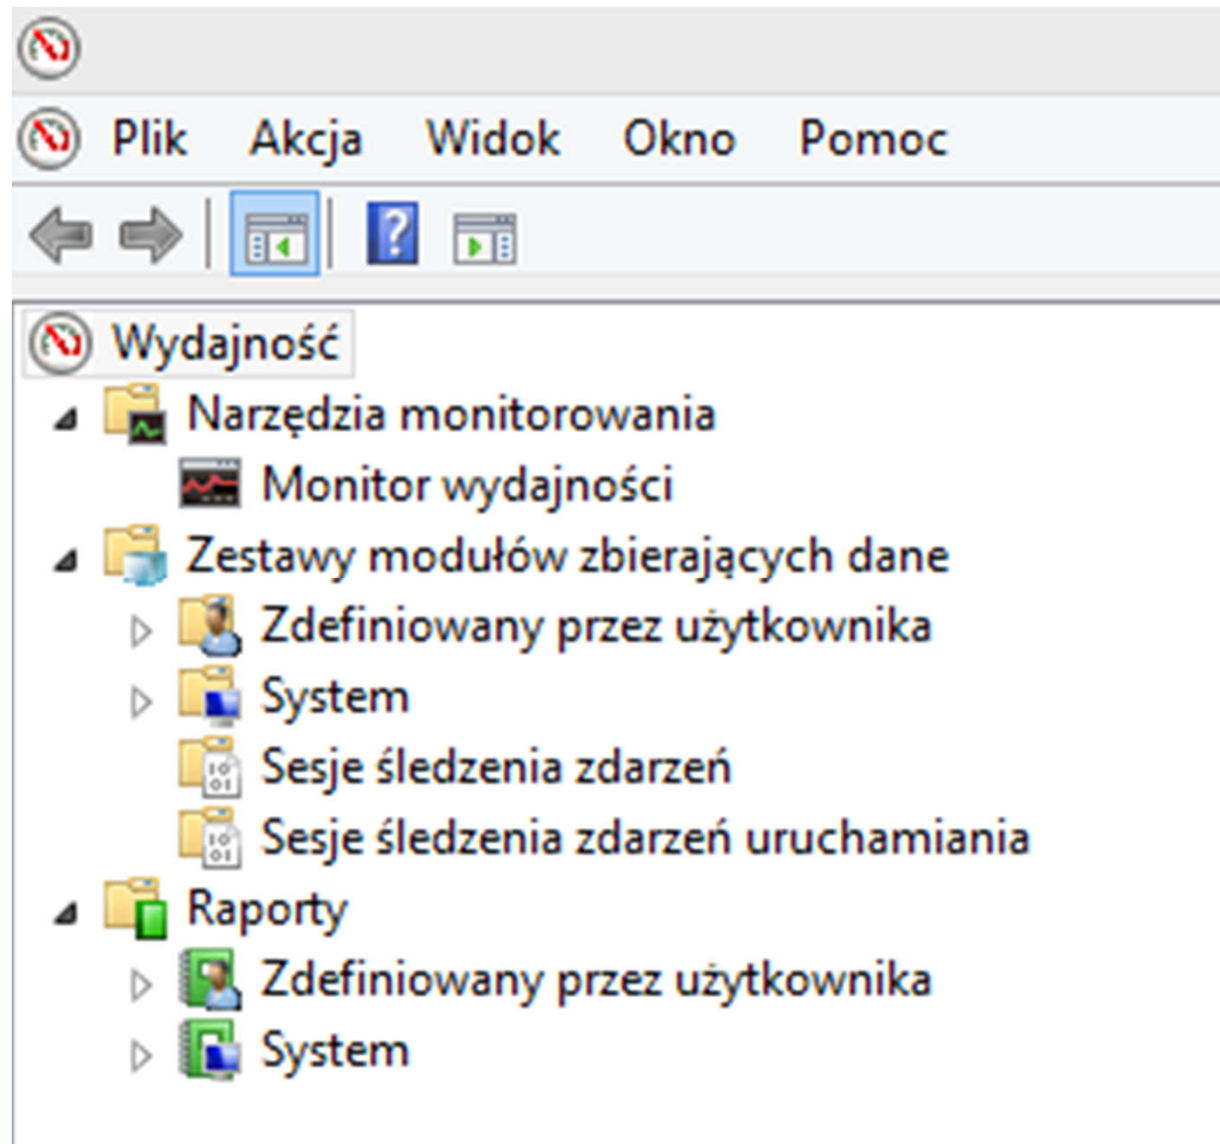 Plik Akcja Widok Okno Pomoc
Wydajność
Narzędzia monitorowania
Monitor wydajności
Zestawy modułów zbierających dane
Zdefiniowany przez użytkownika
System
Sesje śledzenia zdarzeń
Sesje śledzenia zdarzeń uruchamiania
Raporty
Zdefiniowany przez użytkownika
System